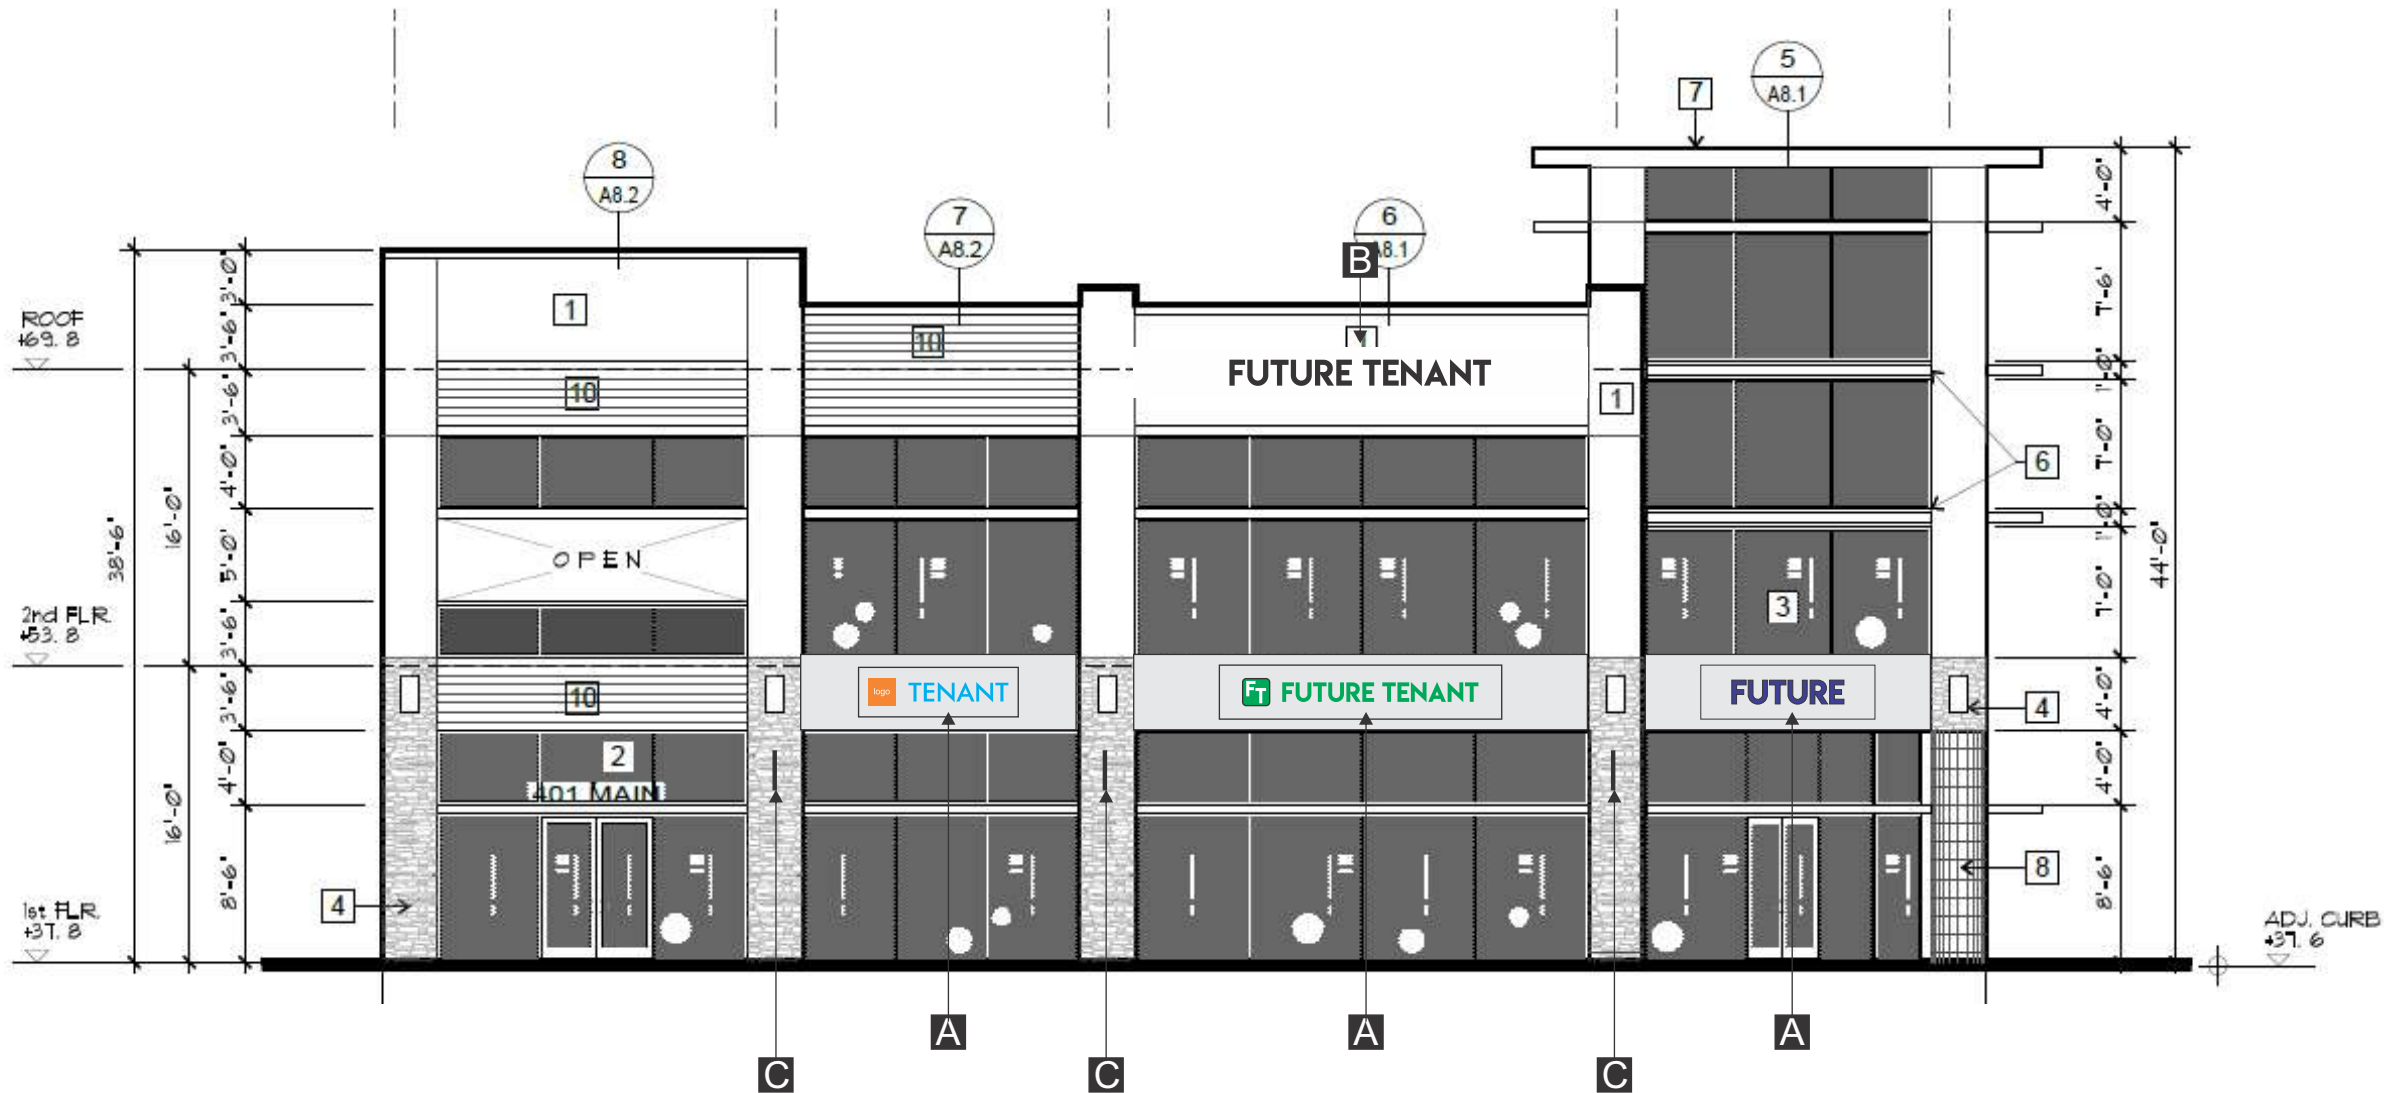 5
A8.1
7
8
A8.2
7
A8.2
6
A8.1
B
1
10
1
FUTURE TENANT
10
1
ROOF
+69.8
2nd FLR.
+53.8
1st FLR.
+37.8
38'-6"
16'-0"
16'-0"
3'-0"
3'-6"
3'-6"
4'-0"
5'-0"
3'-6"
3'-6"
4'-0"
8'-6"
OPEN
6
3
10
logo TENANT
FT FUTURE TENANT
FUTURE
4
2
401 MAIN
4
8
4'-0"
7'-6"
1'-0"
7'-0"
1'-0"
7'-0"
4'-0"
4'-0"
8'-6"
44'-0"
ADJ. CURB
+37.6
A
A
A
C
C
C